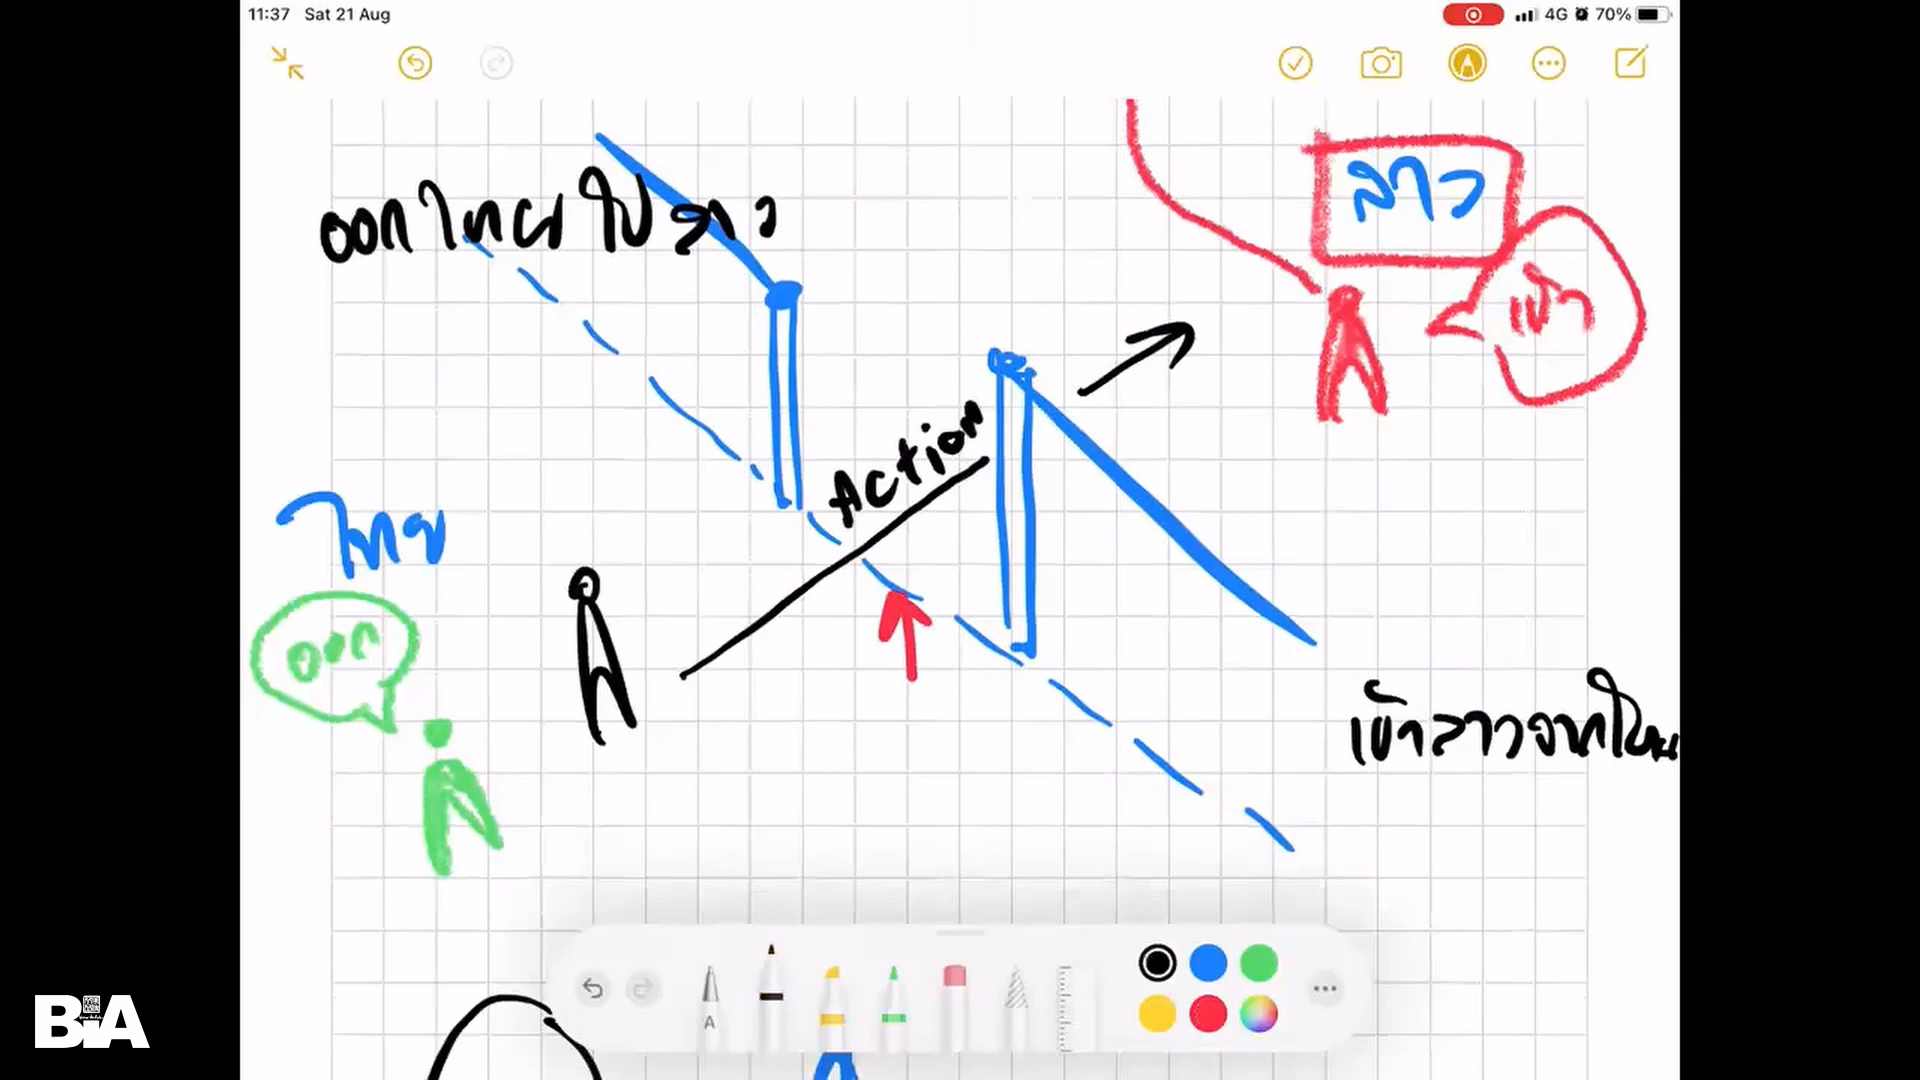 11:37 Sat 21 Aug
4G 70%
ออกไทยไปลาว
ลาว
เข้า
Action
ไทย
ออก
เข้าลาวจากไทย
A
BiA